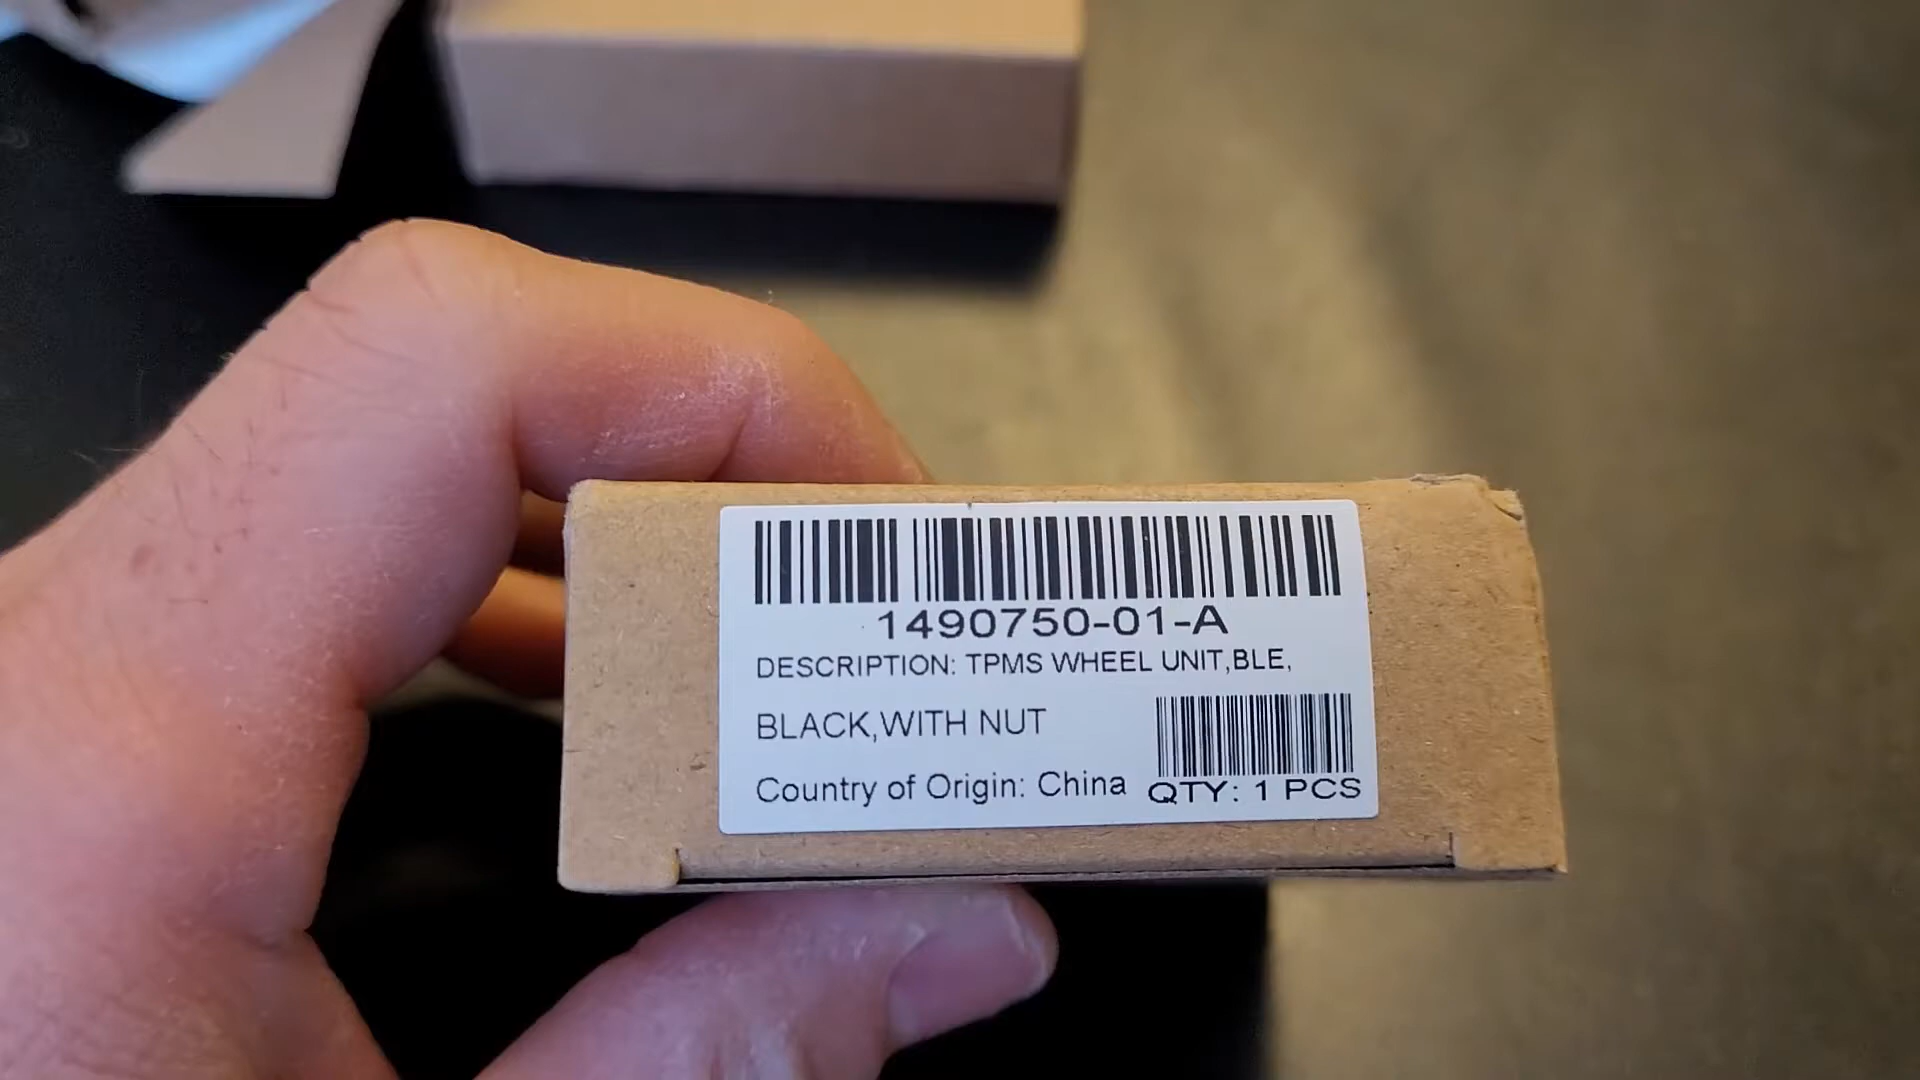 1490750-01-A
DESCRIPTION: TPMS WHEEL UNIT,BLE,
BLACK,WITH NUT
Country of Origin: China
QTY: 1 PCS